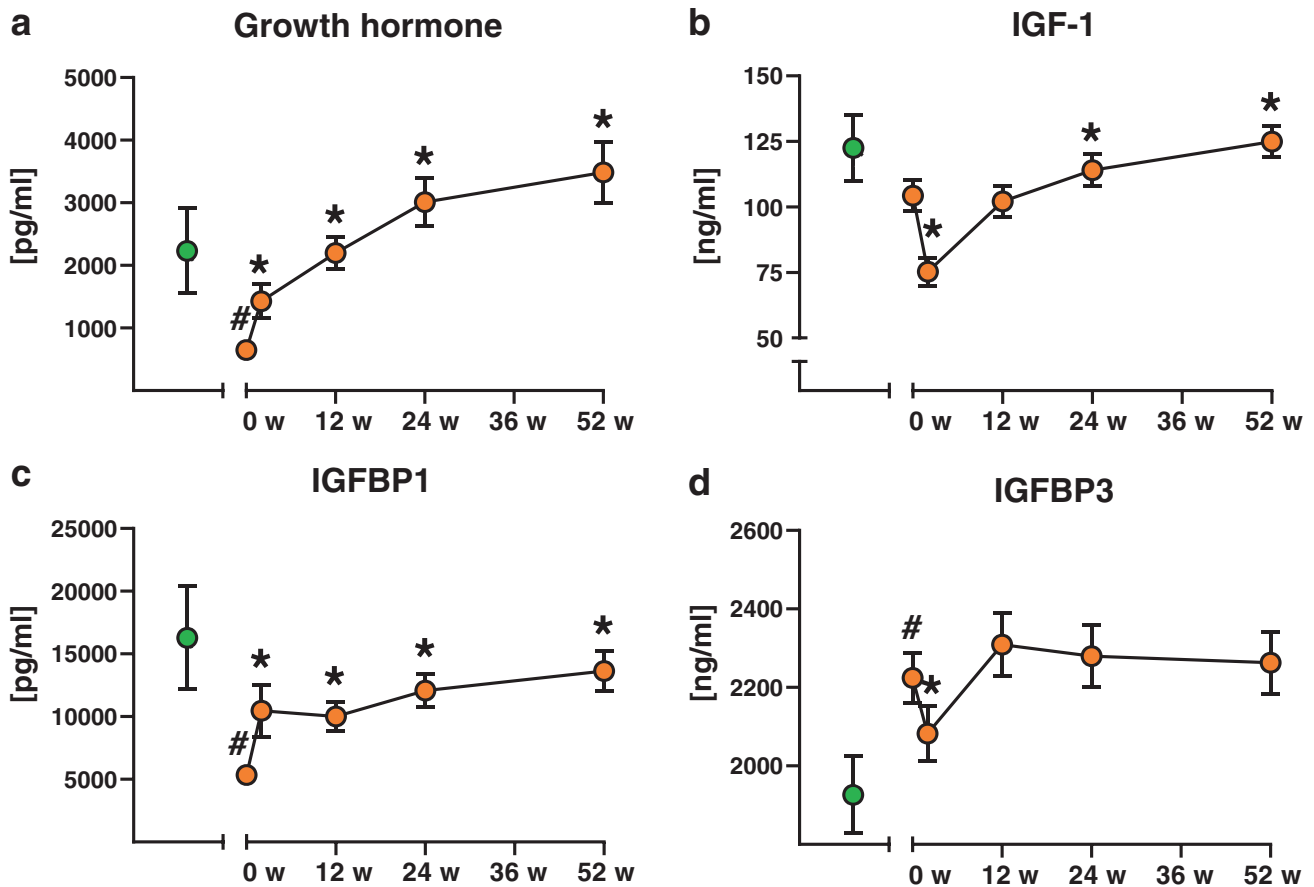 a
Growth hormone
5000
4000
3000
2000
1000
[pg/ml]
#
*
*
*
*
0 w 12 w 24 w 36 w 52 w
b
IGF-1
150
125
100
75
50
[ng/ml]
*
*
*
0 w 12 w 24 w 36 w 52 w
c
IGFBP1
25000
20000
15000
10000
5000
[pg/ml]
#
*
*
*
*
0 w 12 w 24 w 36 w 52 w
d
IGFBP3
2600
2400
2200
2000
[ng/ml]
#
*
0 w 12 w 24 w 36 w 52 w